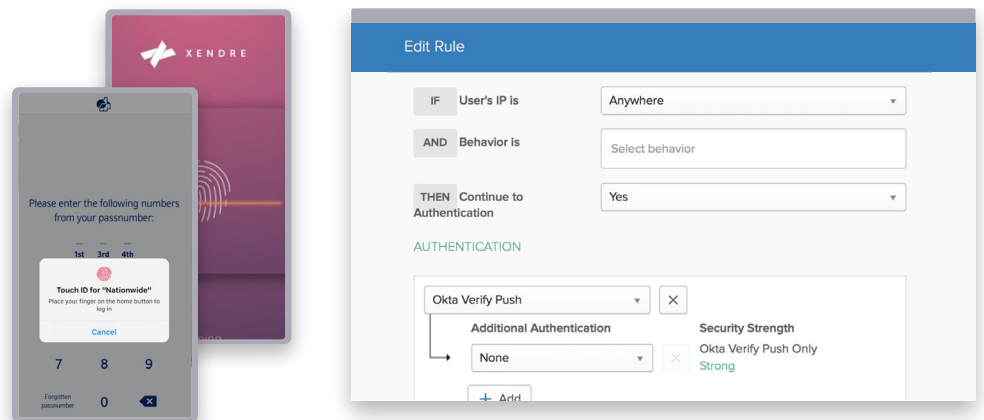 XENDRE
Please enter the following numbers
from your passnumber:
1st 3rd 4th
Touch ID for "Nationwide"
Place your finger on the home button to
log in
Cancel
7 8 9
Forgotten
passnumber
0
Edit Rule
IF User's IP is
Anywhere
AND Behavior is
Select behavior
THEN Continue to
Authentication
Yes
AUTHENTICATION
Okta Verify Push
Additional Authentication
Security Strength
None
Okta Verify Push Only
Strong
+ Add